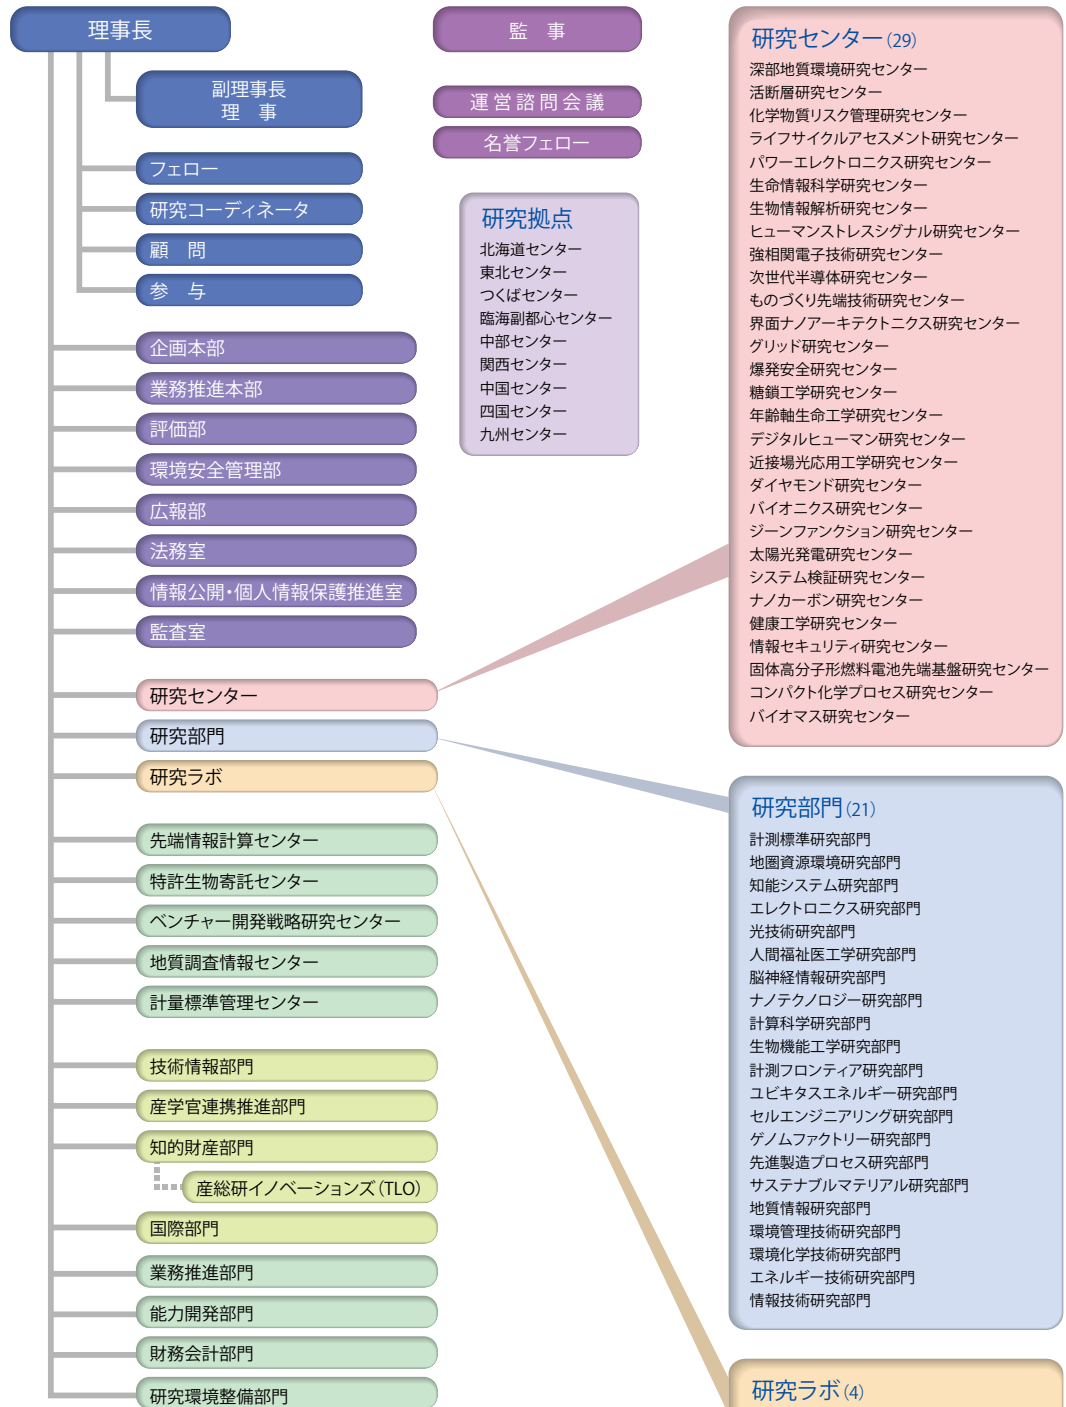 理事長
副理事長
理　事
フェロー
研究コーディネータ
顧　問
参　与
企画本部
業務推進本部
評価部
環境安全管理部
広報部
法務室
情報公開・個人情報保護推進室
監査室
研究センター
研究部門
研究ラボ
先端情報計算センター
特許生物寄託センター
ベンチャー開発戦略研究センター
地質調査情報センター
計量標準管理センター
技術情報部門
産学官連携推進部門
知的財産部門
産総研イノベーションズ(TLO)
国際部門
業務推進部門
能力開発部門
財務会計部門
研究環境整備部門
監　事
運営諮問会議
名誉フェロー
研究拠点
北海道センター
東北センター
つくばセンター
臨海副都心センター
中部センター
関西センター
中国センター
四国センター
九州センター
研究センター(29)
深部地質環境研究センター
活断層研究センター
化学物質リスク管理研究センター
ライフサイクルアセスメント研究センター
パワーエレクトロニクス研究センター
生命情報科学研究センター
生物情報解析研究センター
ヒューマンストレスシグナル研究センター
強相関電子技術研究センター
次世代半導体研究センター
ものづくり先端技術研究センター
界面ナノアーキテクトニクス研究センター
グリッド研究センター
爆発安全研究センター
糖鎖工学研究センター
年齢軸生命工学研究センター
デジタルヒューマン研究センター
近接場光応用工学研究センター
ダイヤモンド研究センター
バイオニクス研究センター
ジーンファンクション研究センター
太陽光発電研究センター
システム検証研究センター
ナノカーボン研究センター
健康工学研究センター
情報セキュリティ研究センター
固体高分子形燃料電池先端基盤研究センター
コンパクト化学プロセス研究センター
バイオマス研究センター
研究部門(21)
計測標準研究部門
地圏資源環境研究部門
知能システム研究部門
エレクトロニクス研究部門
光技術研究部門
人間福祉医工学研究部門
脳神経情報研究部門
ナノテクノロジー研究部門
計算科学研究部門
生物機能工学研究部門
計測フロンティア研究部門
ユビキタスエネルギー研究部門
セルエンジニアリング研究部門
ゲノムファクトリー研究部門
先進製造プロセス研究部門
サステナブルマテリアル研究部門
地質情報研究部門
環境管理技術研究部門
環境化学技術研究部門
エネルギー技術研究部門
情報技術研究部門
研究ラボ(4)